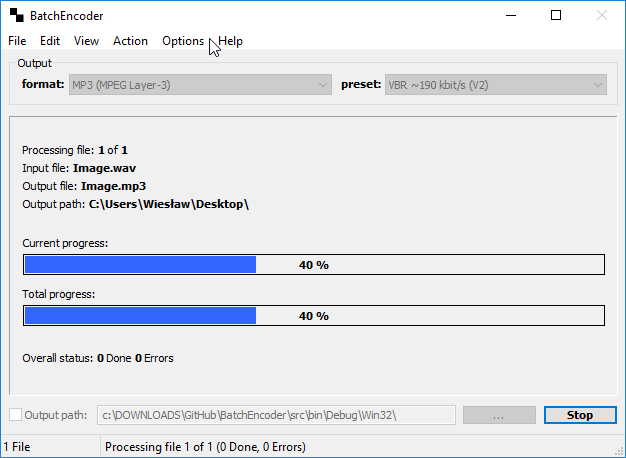 BatchEncoder
File Edit View Action Options Help
Output
format: MP3 (MPEG Layer-3) preset: VBR ~190 kbit/s (V2)
Processing file: 1 of 1
Input file: Image.wav
Output file: Image.mp3
Output path: C:\Users\Wiesław\Desktop\
Current progress:
40 %
Total progress:
40 %
Overall status: 0 Done 0 Errors
Output path: c:\DOWNLOADS\GitHub\BatchEncoder\src\bin\Debug\Win32\ ... Stop
1 File Processing file 1 of 1 (0 Done, 0 Errors)